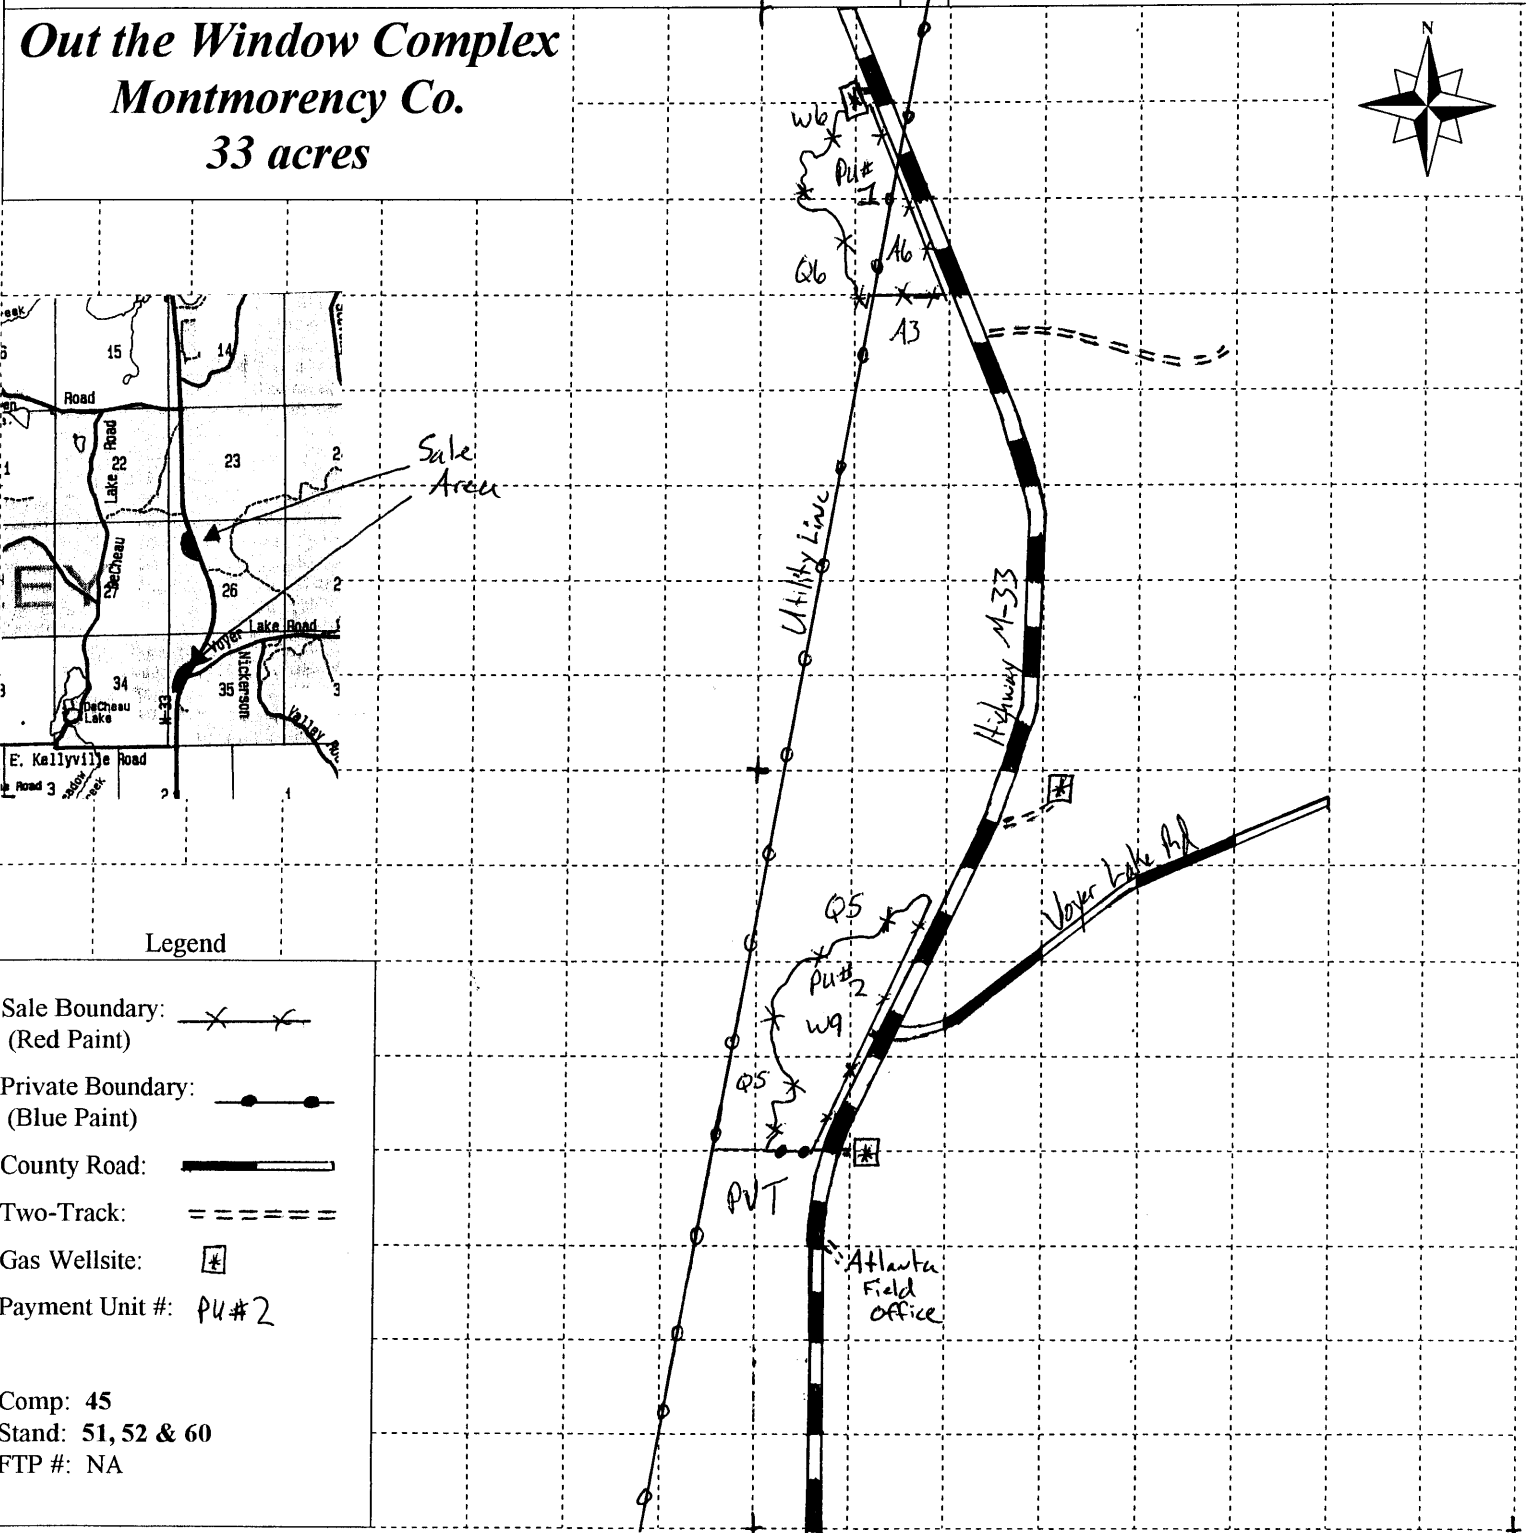 Out the Window Complex
Montmorency Co.
33 acres
N
W6
PU#
1
A6
Q6
A3
15
14
Road
Road
Lake
22
23
Sale
Area
DeCheau
26
Voyer Lake Road
34
35
Nickerson
M-33
DeCheau
Lake
Valley
E. Kellyville Road
Road 3
1
Utility Line
Highway M-33
Voyer Lake Rd
Q5
PU#
2
W9
Q5
PVT
Atlanta
Field
Office
Legend
Sale Boundary:
(Red Paint)
Private Boundary:
(Blue Paint)
County Road:
Two-Track:
Gas Wellsite:
Payment Unit #: PU#2
Comp: 45
Stand: 51, 52 & 60
FTP #: NA